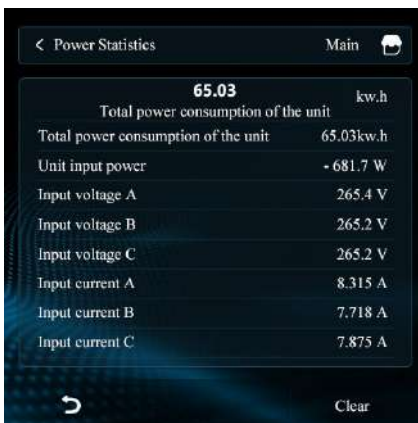 < Power Statistics Main
65.03 kw.h
Total power consumption of the unit
Total power consumption of the unit 65.03kw.h
Unit input power - 681.7 W
Input voltage A 265.4 V
Input voltage B 265.2 V
Input voltage C 265.2 V
Input current A 8.315 A
Input current B 7.718 A
Input current C 7.875 A
Clear